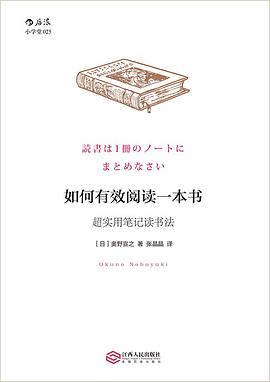 后浪
小学堂025
読書は1冊のノートに
まとめなさい
如何有效阅读一本书
超实用笔记读书法
[日] 奥野宣之 著 张晶晶 译
Okuno Nobuyuki
江西人民出版社